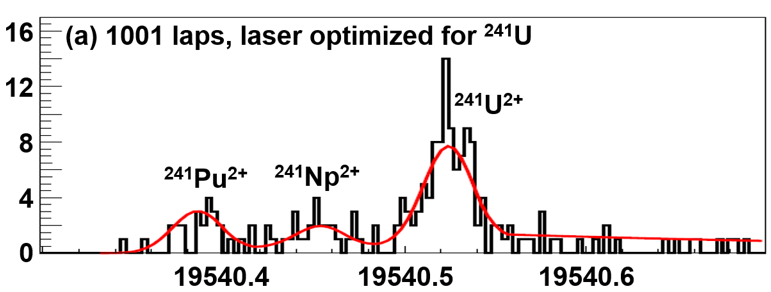 16
(a) 1001 laps, laser optimized for ²⁴¹U
12
²⁴¹U²⁺
8
²⁴¹Pu²⁺ ²⁴¹Np²⁺
4
0
19540.4 19540.5 19540.6